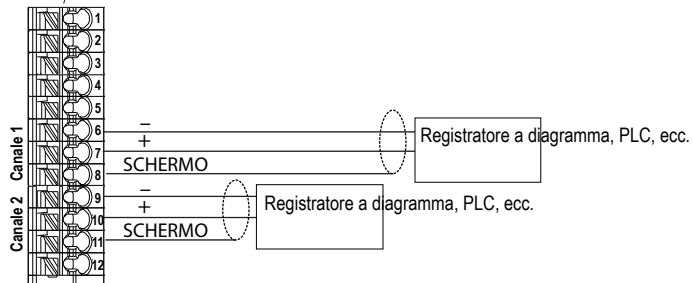 1
2
3
4
5
6
7
8
9
10
11
12
Canale 1
Canale 2
–
+
SCHERMO
Registratore a diagramma, PLC, ecc.
–
+
SCHERMO
Registratore a diagramma, PLC, ecc.